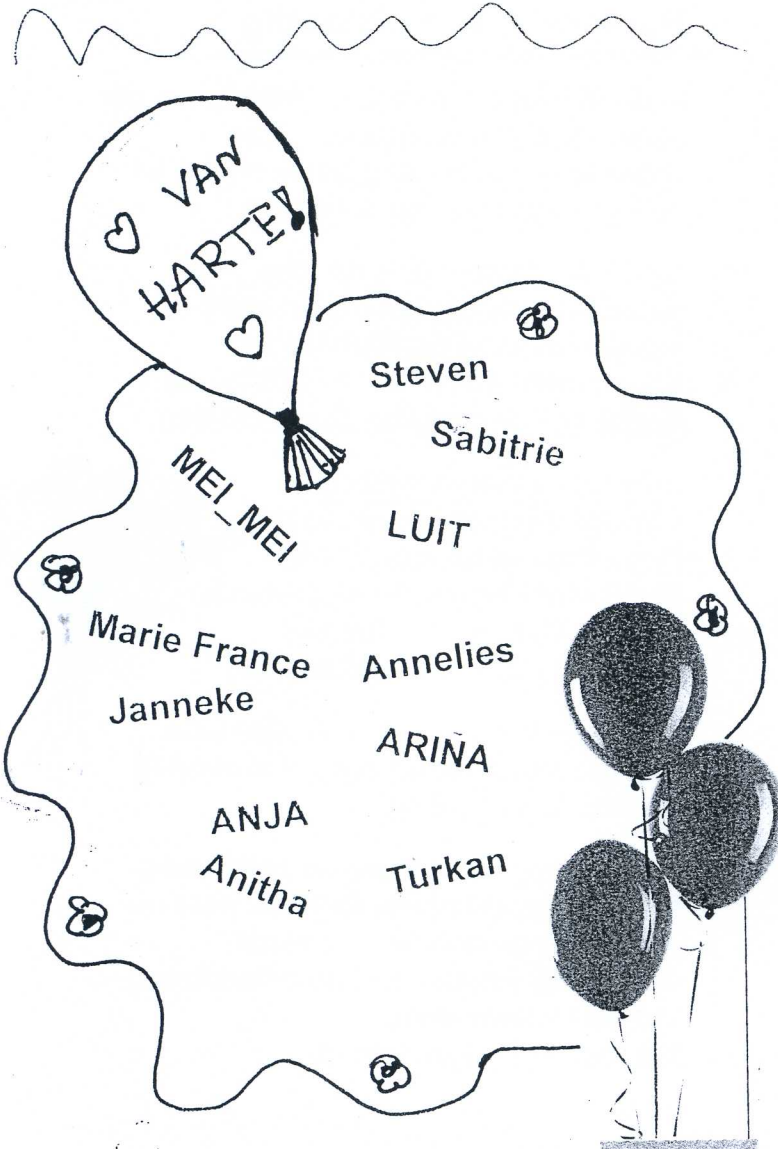 VAN
HARTE!
Steven
Sabitrie
MEI_MEI
LUIT
Marie France
Annelies
Janneke
ARINA
ANJA
Anitha
Turkan